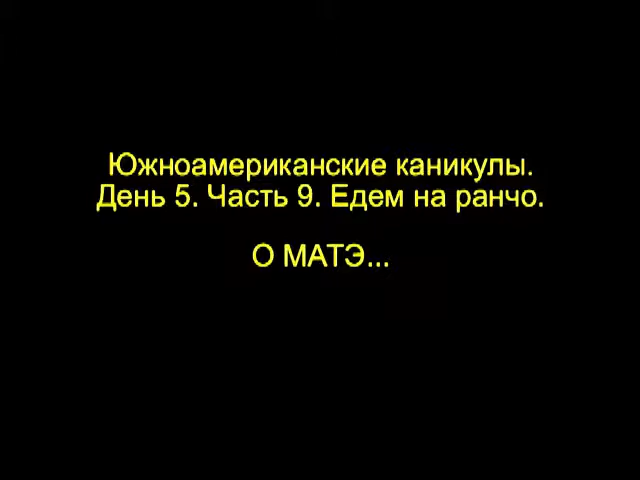 Южноамериканские каникулы.
День 5. Часть 9. Едем на ранчо.
О МАТЭ...